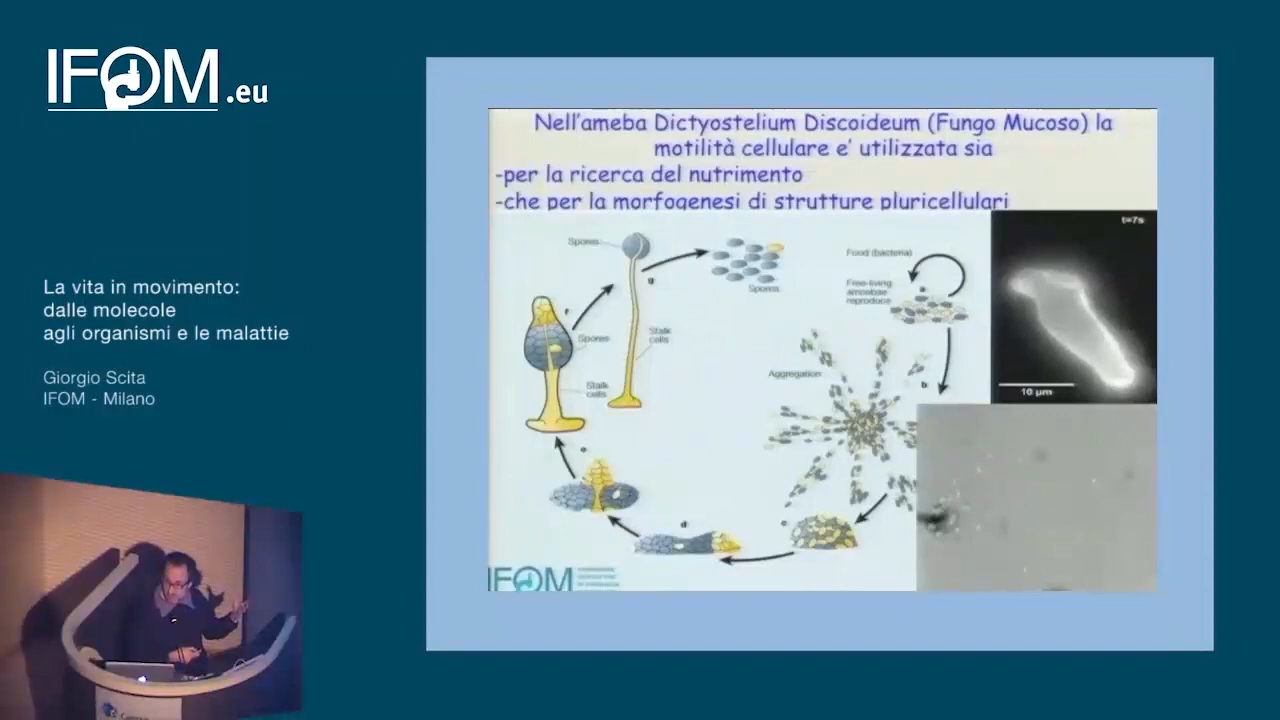 IFOM.eu
La vita in movimento:
dalle molecole
agli organismi e le malattie
Giorgio Scita
IFOM - Milano
Nell'ameba Dictyostelium Discoideum (Fungo Mucoso) la
motilità cellulare e' utilizzata sia
-per la ricerca del nutrimento
-che per la morfogenesi di strutture pluricellulari
t=7s
Spores
g
Spores
Food (bacteria)
a
Free-living
amoebae
reproduce
f
Spores
Stalk
cells
Stalk
cells
Aggregation
b
10 µm
e
d
c
IFOM